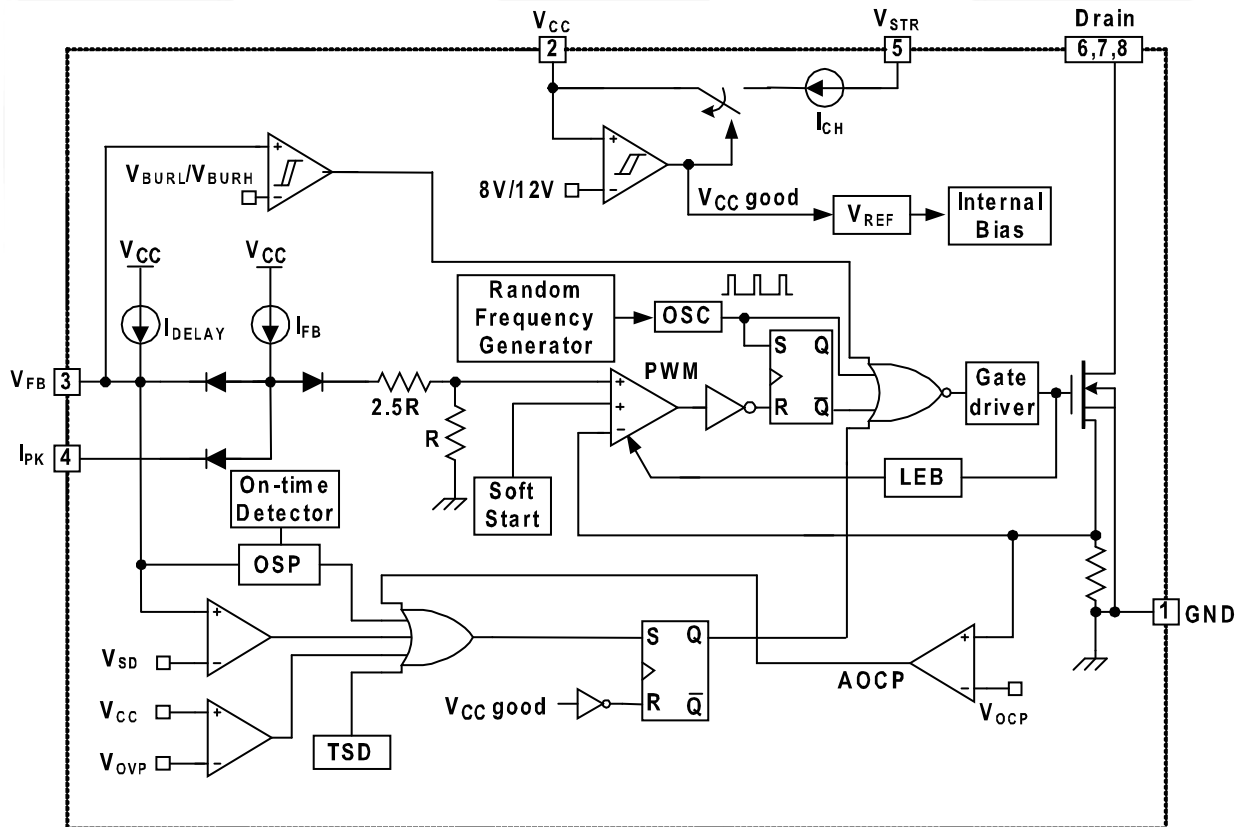 VCC
VSTR
Drain
2
5
6,7,8
ICH
+
−
VBURL/VBURH
8V/12V
+
−
VCC good
VREF
Internal
Bias
VCC
VCC
IDELAY
IFB
Random
Frequency
Generator
OSC
S Q
R Q̅
PWM
+
+
−
VFB 3
2.5R
R
IPK 4
Gate
driver
LEB
On-time
Detector
Soft
Start
OSP
VSD
+
−
VCC
VOVP
+
−
TSD
S Q
R Q̅
VCC good
AOCP
+
−
VOCP
1 GND